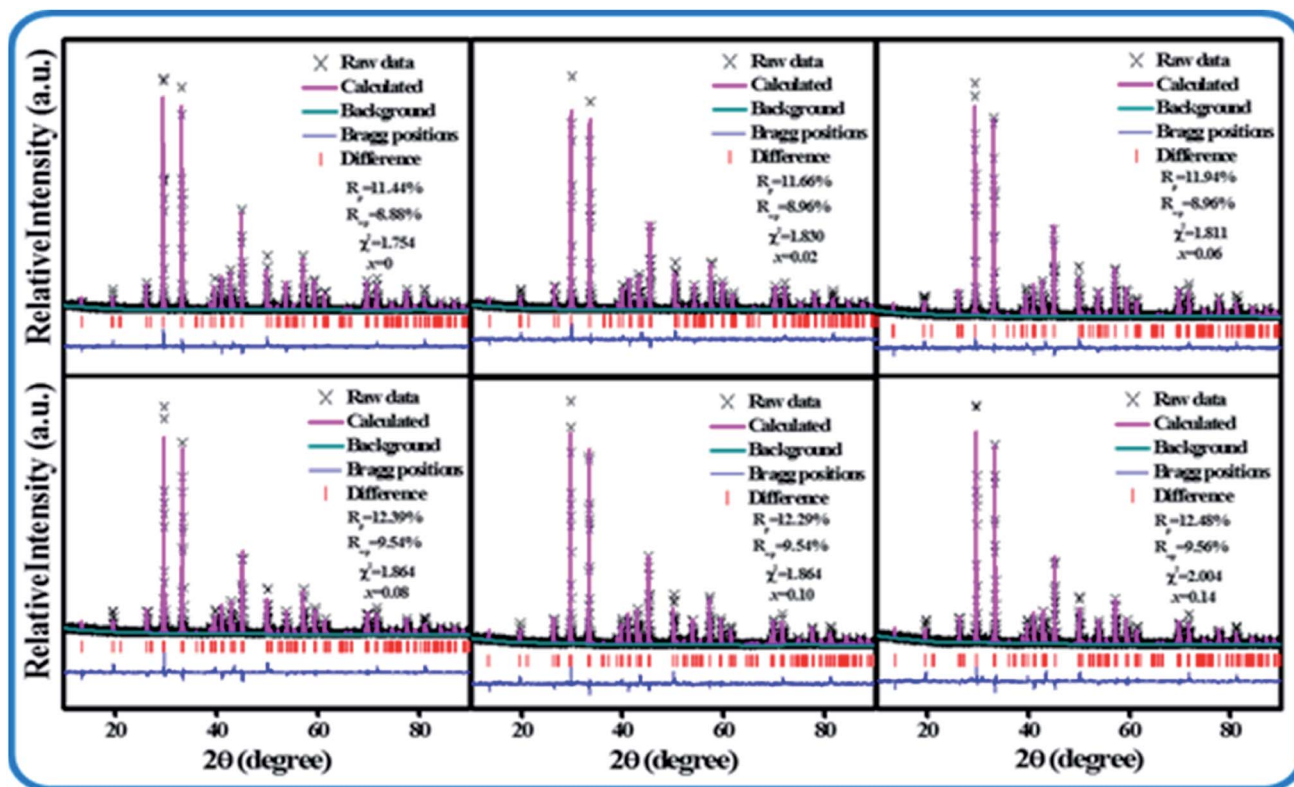 Relative Intensity (a.u.)
Raw data
Calculated
Background
Bragg positions
Difference
Rp=11.44%
Rwp=8.88%
χ²=1.754
x=0
Raw data
Calculated
Background
Bragg positions
Difference
Rp=11.66%
Rwp=8.96%
χ²=1.830
x=0.02
Raw data
Calculated
Background
Bragg positions
Difference
Rp=11.94%
Rwp=8.96%
χ²=1.811
x=0.06
Relative Intensity (a.u.)
Raw data
Calculated
Background
Bragg positions
Difference
Rp=12.39%
Rwp=9.54%
χ²=1.864
x=0.08
Raw data
Calculated
Background
Bragg positions
Difference
Rp=12.29%
Rwp=9.54%
χ²=1.864
x=0.10
Raw data
Calculated
Background
Bragg positions
Difference
Rp=12.48%
Rwp=9.56%
χ²=2.004
x=0.14
20 40 60 80 20 40 60 80 20 40 60 80
2θ (degree) 2θ (degree) 2θ (degree)